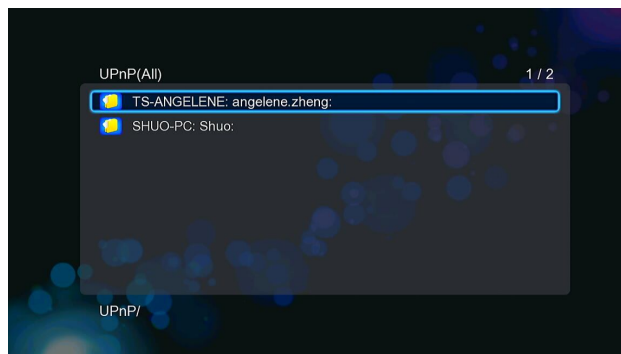 UPnP(All) 1 / 2
TS-ANGELENE: angelene.zheng:
SHUO-PC: Shuo:
UPnP/